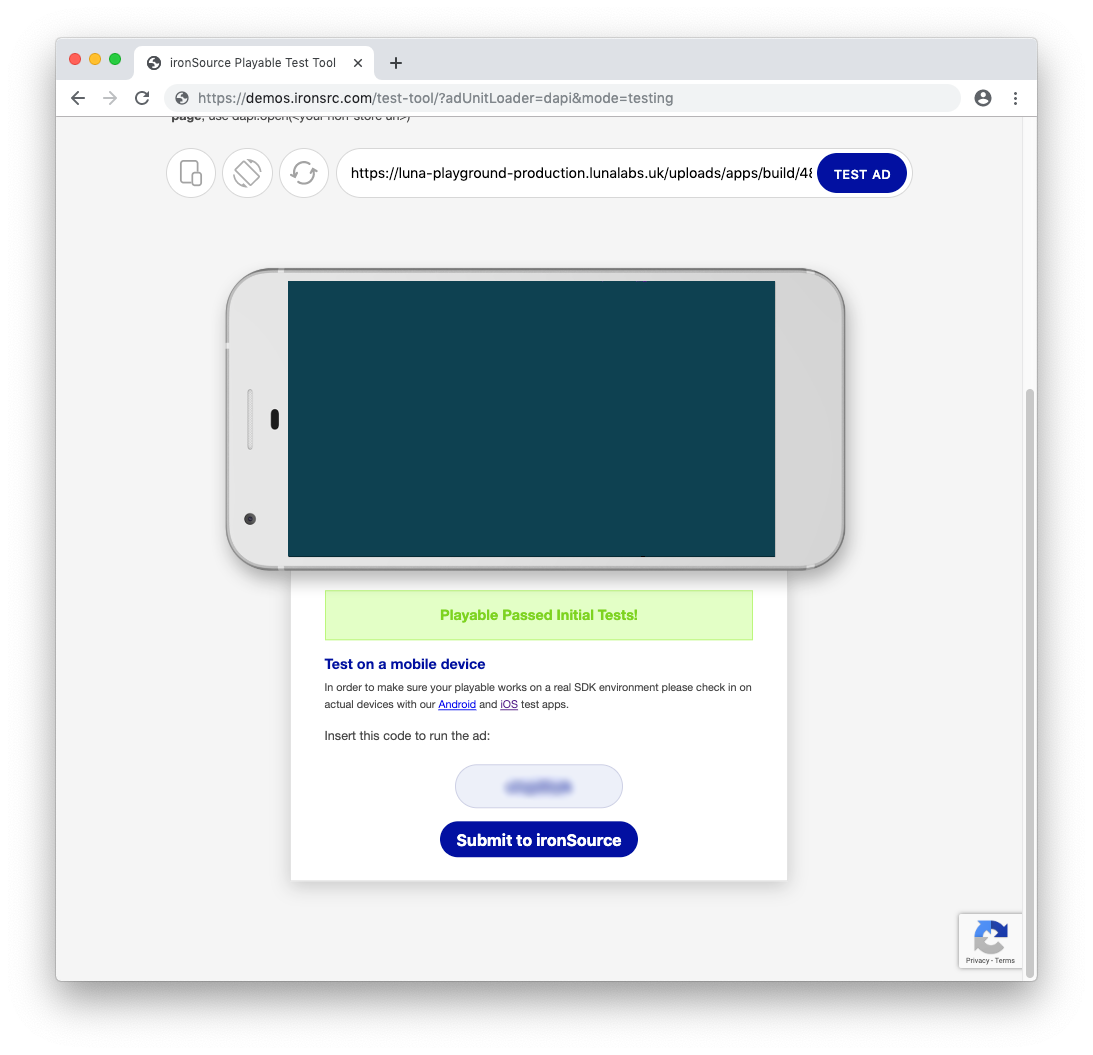 ironSource Playable Test Tool
https://demos.ironsrc.com/test-tool/?adUnitLoader=dapi&mode=testing
page, use dapi.open(<your non-store url>)
https://luna-playground-production.lunalabs.uk/uploads/apps/build/48
TEST AD
Playable Passed Initial Tests!
Test on a mobile device
In order to make sure your playable works on a real SDK environment please check in on
actual devices with our Android and iOS test apps.
Insert this code to run the ad:
Submit to ironSource
Privacy - Terms